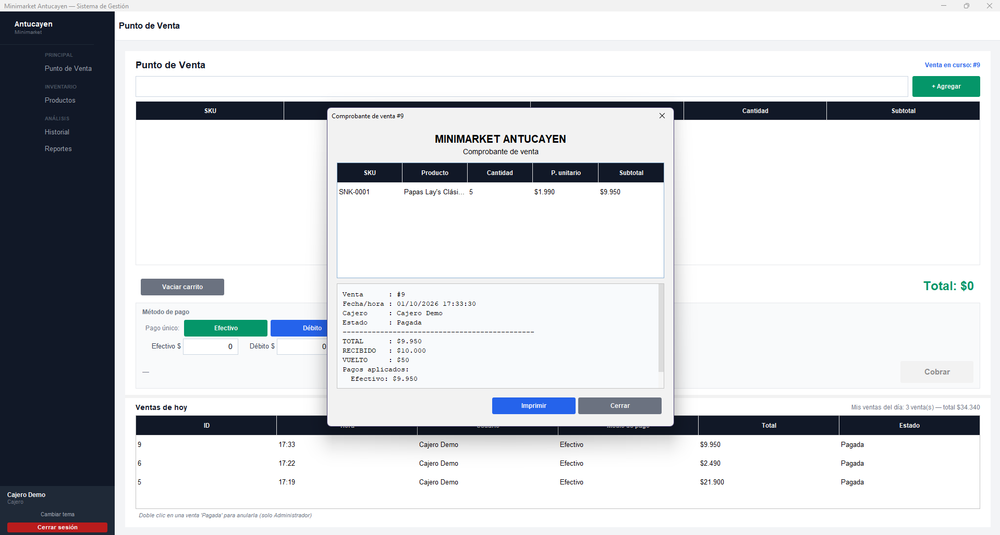 Minimarket Antucayen — Sistema de Gestión
Antucayen
Minimarket
PRINCIPAL
Punto de Venta
INVENTARIO
Productos
ANÁLISIS
Historial
Reportes
Cajero Demo
Cajero
Cambiar tema
Cerrar sesión
Punto de Venta
Punto de Venta
Venta en curso: #9
+ Agregar
SKU Cantidad Subtotal
Vaciar carrito
Total: $0
Método de pago
Pago único: Efectivo Débito
Efectivo $ 0 Débito $ 0
—
Cobrar
Comprobante de venta #9
MINIMARKET ANTUCAYEN
Comprobante de venta
SKU Producto Cantidad P. unitario Subtotal
SNK-0001 Papas Lay's Clási... 5 $1.990 $9.950
Venta : #9
Fecha/hora : 01/10/2026 17:33:30
Cajero : Cajero Demo
Estado : Pagada
----------------------------------------------
TOTAL : $9.950
RECIBIDO : $10.000
VUELTO : $50
Pagos aplicados:
Efectivo: $9.950
Imprimir Cerrar
Ventas de hoy
Mis ventas del día: 3 venta(s) — total $34.340
ID Total Estado
9 17:33 Cajero Demo Efectivo $9.950 Pagada
6 17:22 Cajero Demo Efectivo $2.490 Pagada
5 17:19 Cajero Demo Efectivo $21.900 Pagada
Doble clic en una venta 'Pagada' para anularla (solo Administrador)